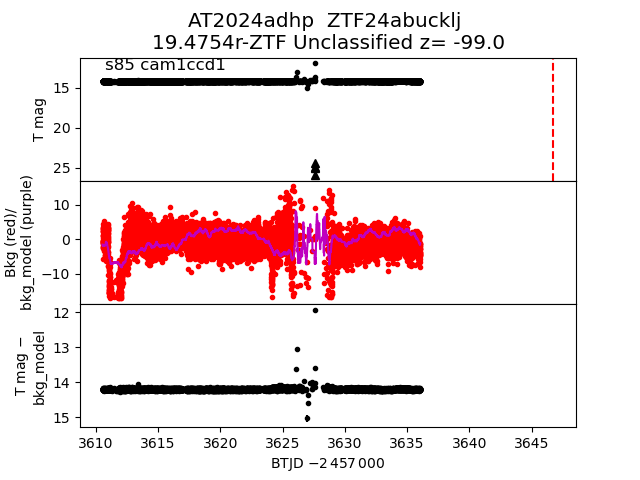 AT2024adhp  ZTF24abucklj
19.4754r-ZTF Unclassified z= -99.0
s85 cam1ccd1
15
20
25
T mag
10
0
−10
Bkg (red)/
bkg_model (purple)
12
13
14
15
T mag −
bkg_model
3610 3615 3620 3625 3630 3635 3640 3645
BTJD −2 457 000